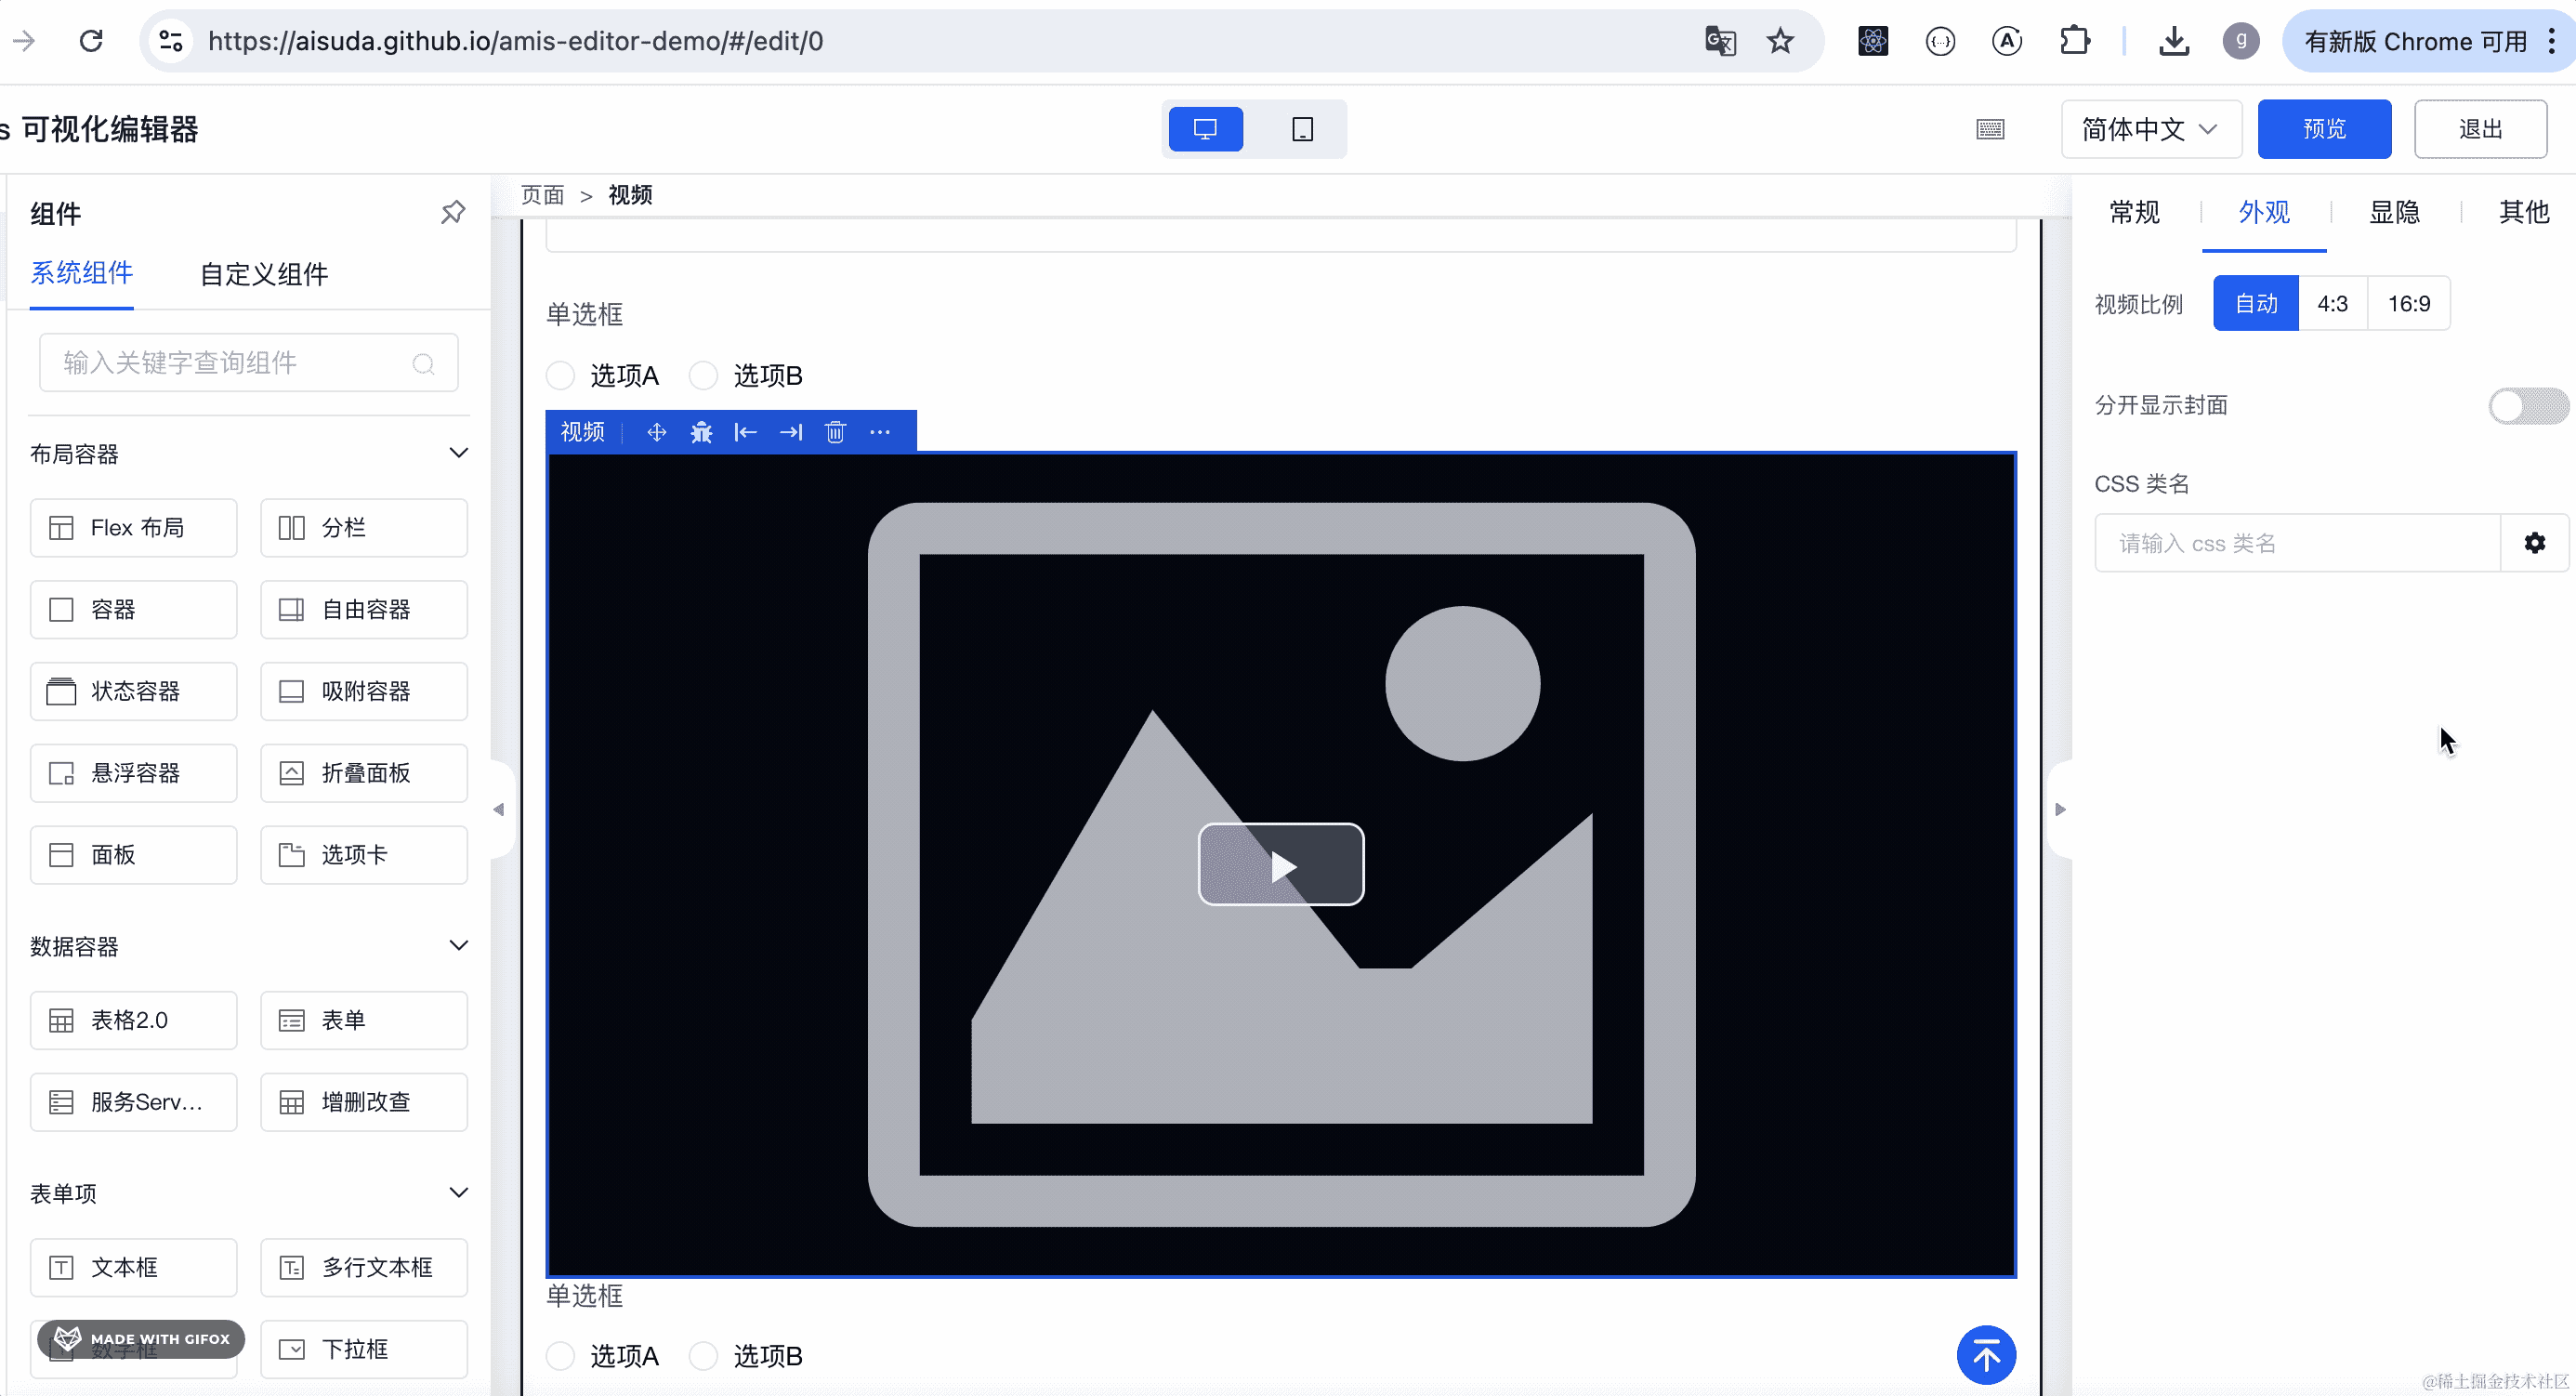 https://aisuda.github.io/amis-editor-demo/#/edit/0
g
有新版 Chrome 可用
s 可视化编辑器
简体中文
预览
退出
组件
系统组件
自定义组件
输入关键字查询组件
布局容器
Flex 布局
分栏
容器
自由容器
状态容器
吸附容器
悬浮容器
折叠面板
面板
选项卡
数据容器
表格2.0
表单
服务Serv...
增删改查
表单项
文本框
多行文本框
数字框
下拉框
MADE WITH GIFOX
页面 > 视频
单选框
选项A
选项B
视频
单选框
选项A
选项B
常规
外观
显隐
其他
视频比例
自动
4:3
16:9
分开显示封面
CSS 类名
请输入 css 类名
@稀土掘金技术社区